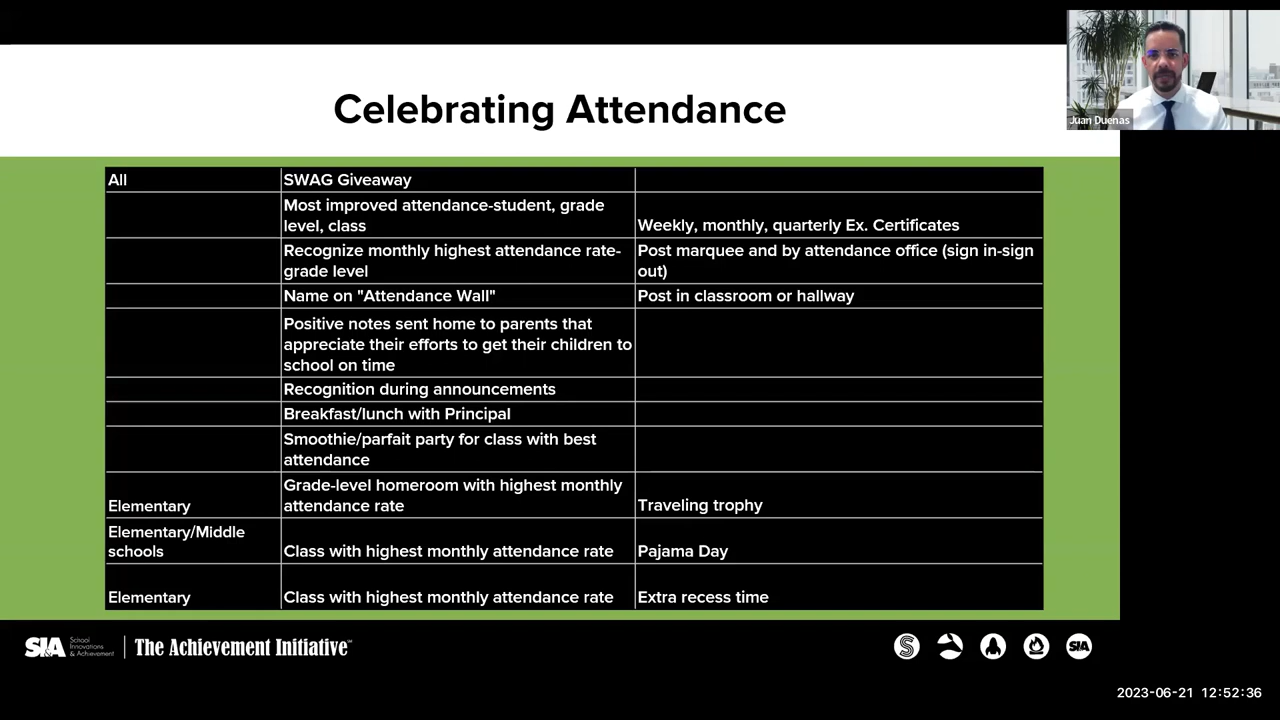 Celebrating Attendance
Juan Duenas
All
SWAG Giveaway
Most improved attendance-student, grade
level, class
Weekly, monthly, quarterly Ex. Certificates
Recognize monthly highest attendance rate-
grade level
Post marquee and by attendance office (sign in-sign
out)
Name on "Attendance Wall"
Post in classroom or hallway
Positive notes sent home to parents that
appreciate their efforts to get their children to
school on time
Recognition during announcements
Breakfast/lunch with Principal
Smoothie/parfait party for class with best
attendance
Elementary
Grade-level homeroom with highest monthly
attendance rate
Traveling trophy
Elementary/Middle
schools
Class with highest monthly attendance rate
Pajama Day
Elementary
Class with highest monthly attendance rate
Extra recess time
SI&A
School
Innovations
& Achievement
The Achievement Initiative℠
S
SI&A
2023-06-21 12:52:36